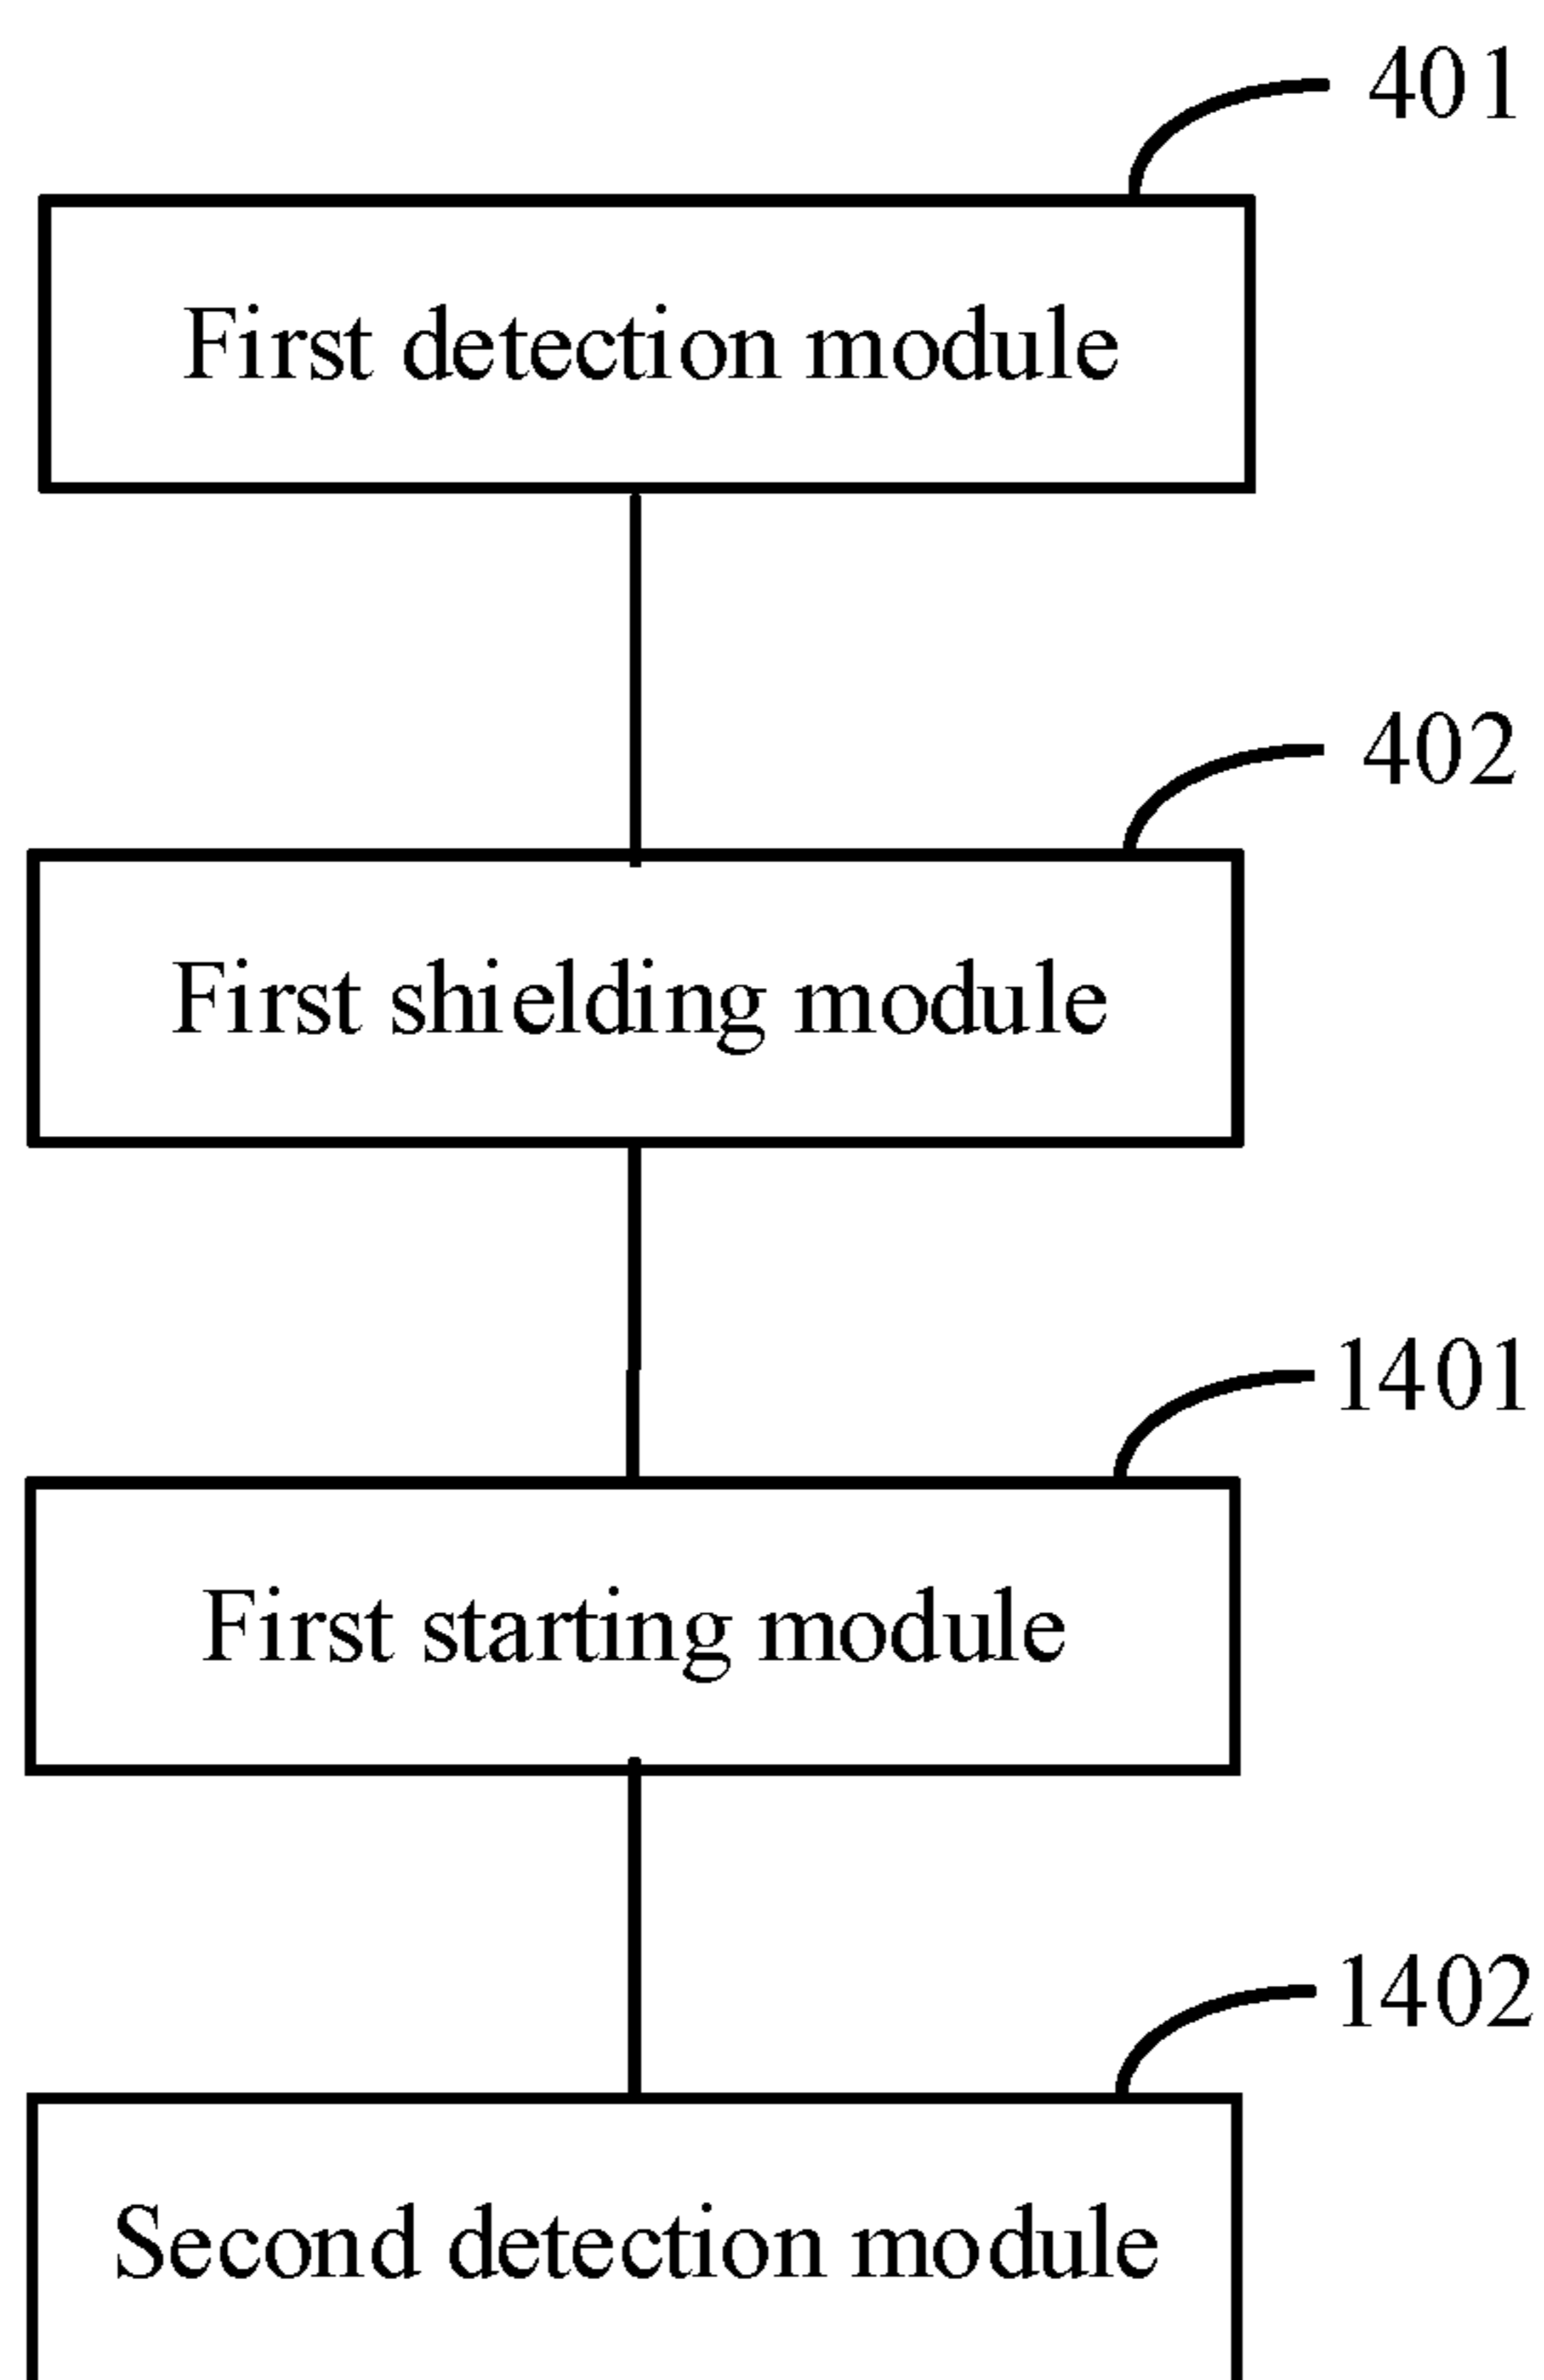 401
First detection module
402
First shielding module
1401
First starting module
1402
Second detection module